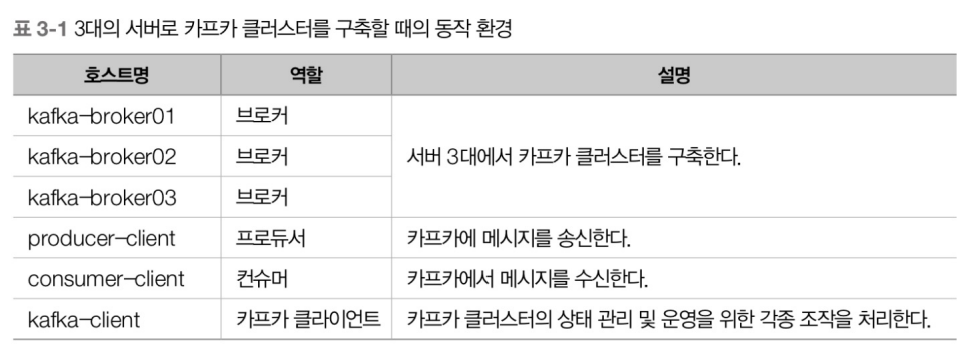 표 3-1 3대의 서버로 카프카 클러스터를 구축할 때의 동작 환경
호스트명 역할 설명
kafka-broker01 브로커
kafka-broker02 브로커 서버 3대에서 카프카 클러스터를 구축한다.
kafka-broker03 브로커
producer-client 프로듀서 카프카에 메시지를 송신한다.
consumer-client 컨슈머 카프카에서 메시지를 수신한다.
kafka-client 카프카 클라이언트 카프카 클러스터의 상태 관리 및 운영을 위한 각종 조작을 처리한다.